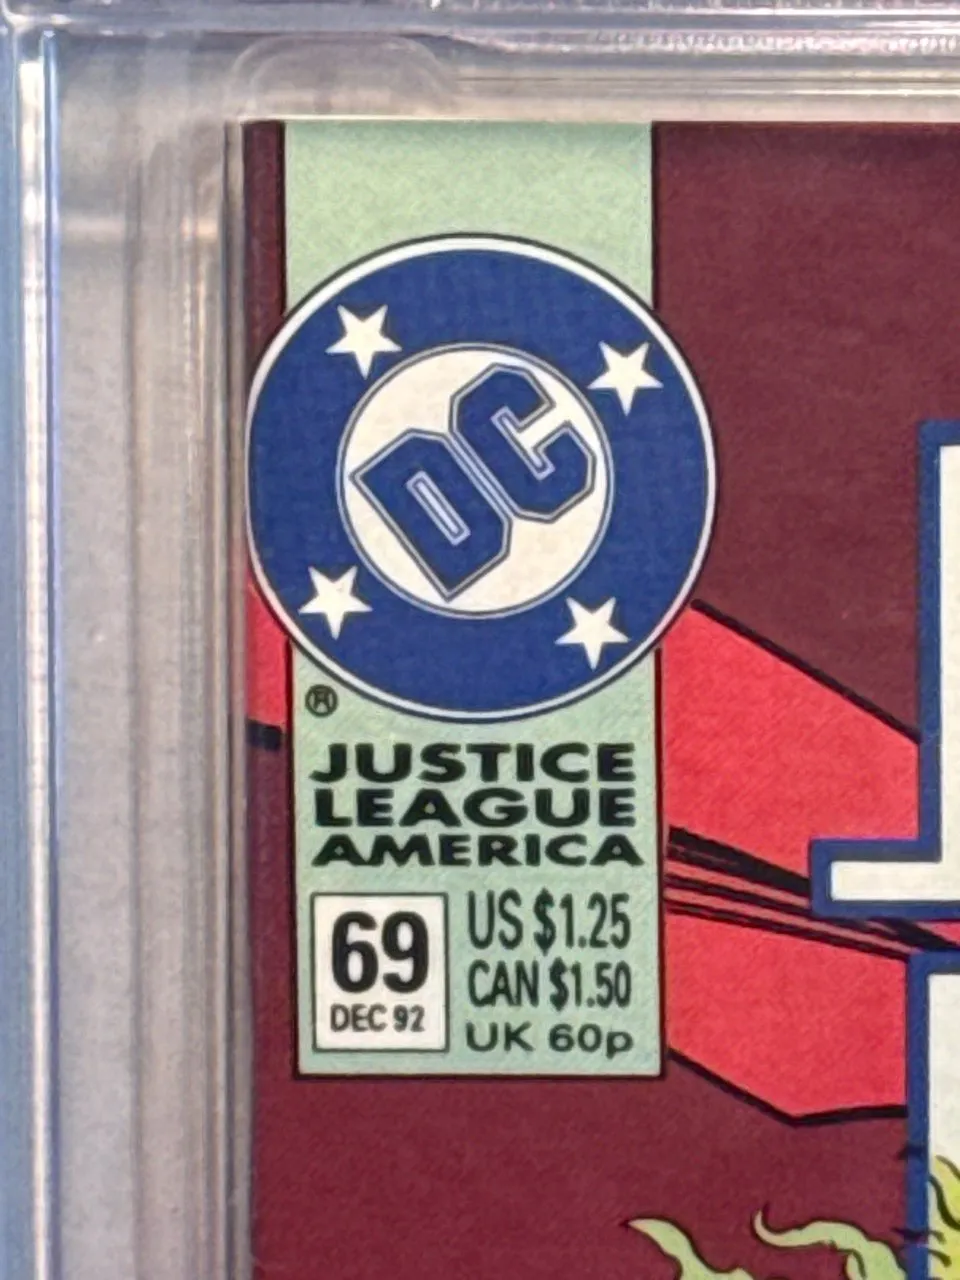 DC
®
JUSTICE
LEAGUE
AMERICA
69
DEC 92
US $1.25
CAN $1.50
UK 60p